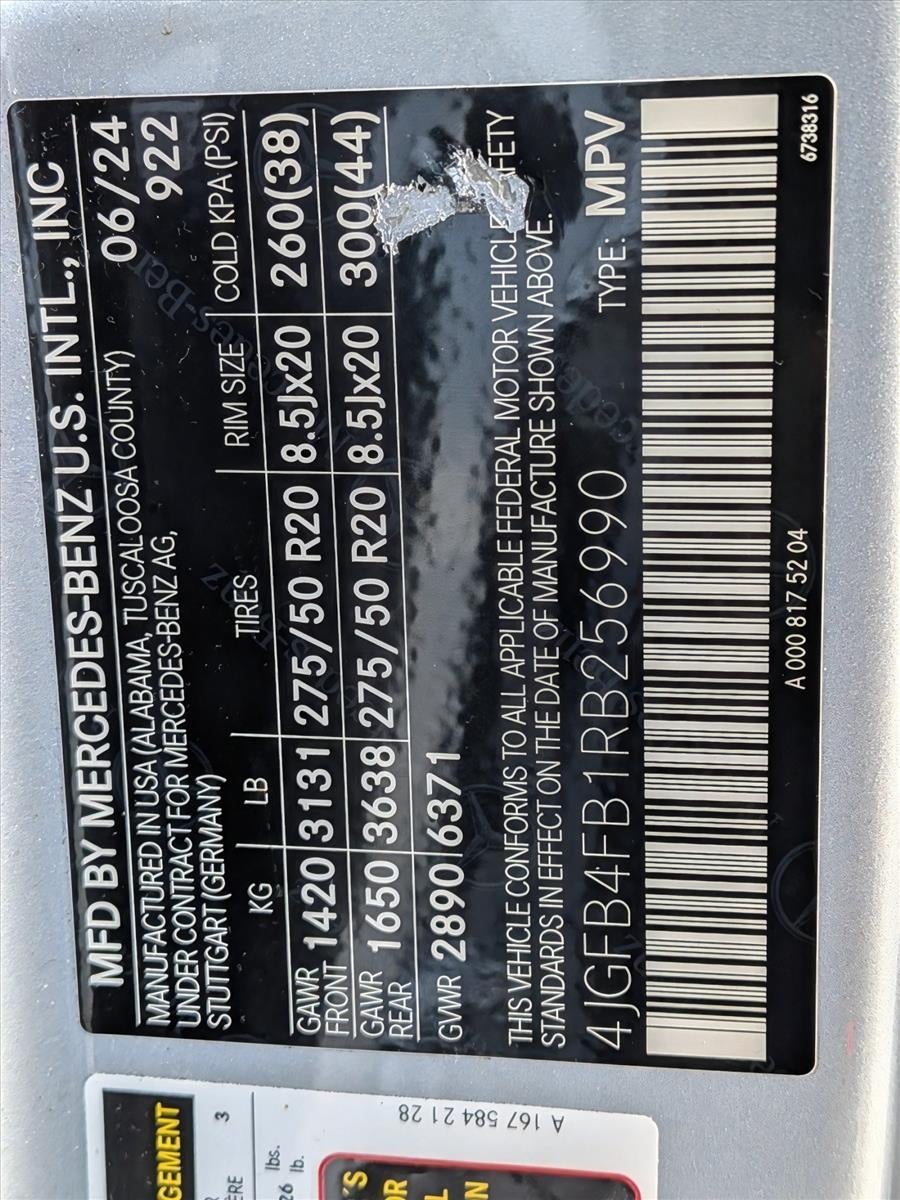 MFD BY MERCEDES-BENZ U.S. INTL., INC
MANUFACTURED IN USA (ALABAMA, TUSCALOOSA COUNTY) 06/24
UNDER CONTRACT FOR MERCEDES-BENZ AG, 922
STUTTGART (GERMANY)
KG LB TIRES RIM SIZE COLD KPA (PSI)
GAWR FRONT 1420 3131 275/50 R20 8.5Jx20 260(38)
GAWR REAR 1650 3638 275/50 R20 8.5Jx20 300(44)
GVWR 2890 6371
THIS VEHICLE CONFORMS TO ALL APPLICABLE FEDERAL MOTOR VEHICLE AFETY
STANDARDS IN EFFECT ON THE DATE OF MANUFACTURE SHOWN ABOVE.
4JGFB4FB1RB256990 TYPE: MPV
A 000 817 52 04
6738316
GEMENT
3
ERE
lbs.
26 lb.
A 167 584 21 28
'S
OR
L
N